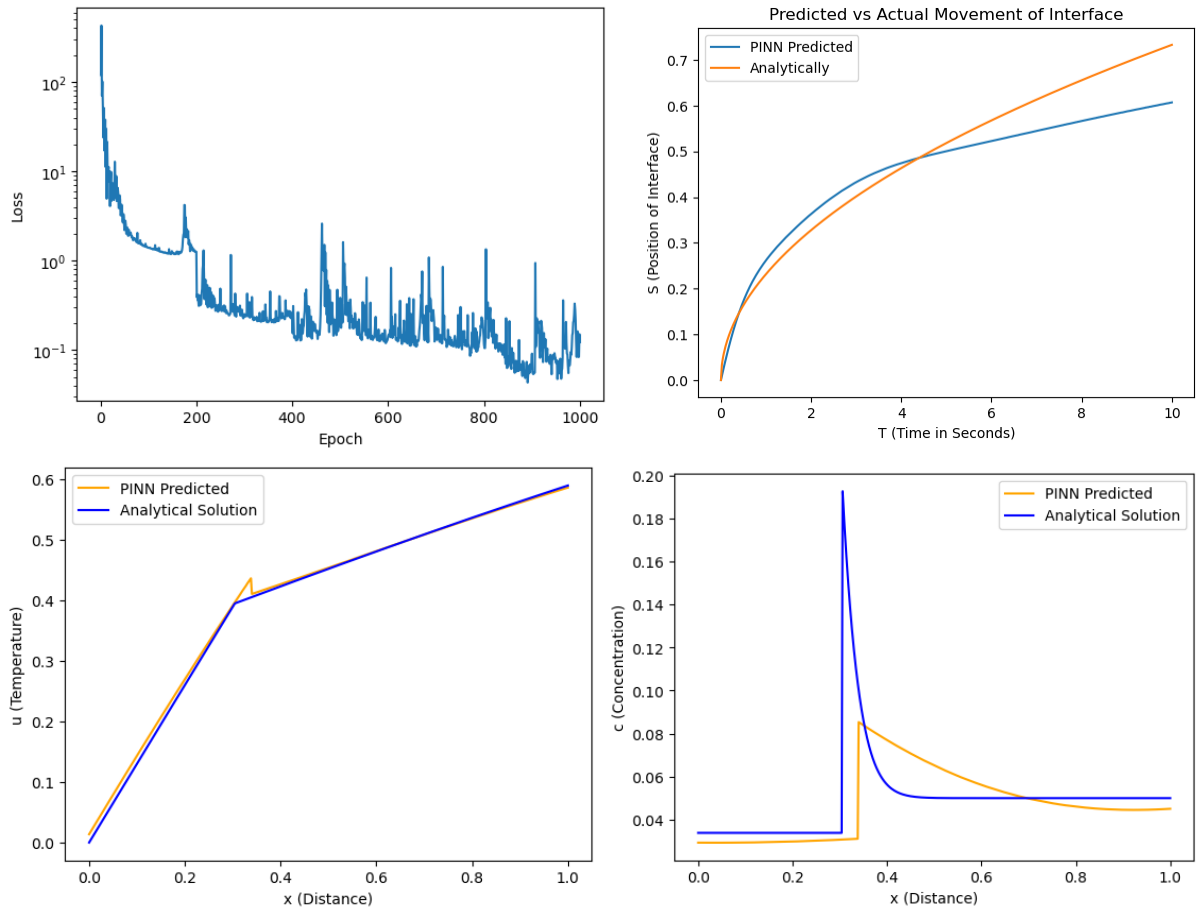 10²
10¹
10⁰
10⁻¹
Loss
0 200 400 600 800 1000
Epoch
Predicted vs Actual Movement of Interface
PINN Predicted
Analytically
0.7
0.6
0.5
0.4
0.3
0.2
0.1
0.0
S (Position of Interface)
0 2 4 6 8 10
T (Time in Seconds)
PINN Predicted
Analytical Solution
0.6
0.5
0.4
0.3
0.2
0.1
0.0
u (Temperature)
0.0 0.2 0.4 0.6 0.8 1.0
x (Distance)
PINN Predicted
Analytical Solution
0.20
0.18
0.16
0.14
0.12
0.10
0.08
0.06
0.04
c (Concentration)
0.0 0.2 0.4 0.6 0.8 1.0
x (Distance)